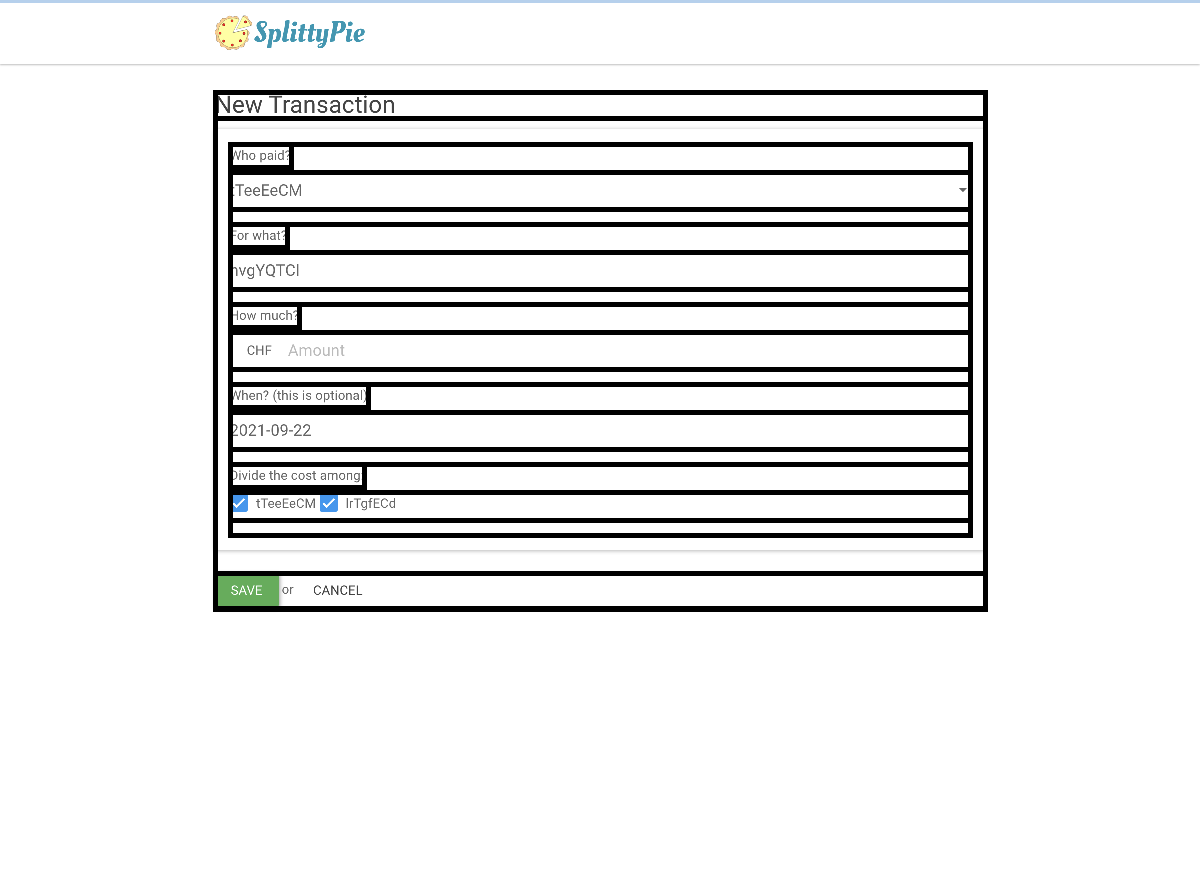 SplittyPie
New Transaction
Who paid?
tTeeEeCM
For what?
How much?
CHF Amount
When? (this is optional)
2021-09-22
Divide the cost among
tTeeEeCM lrTgfECd
SAVE or CANCEL